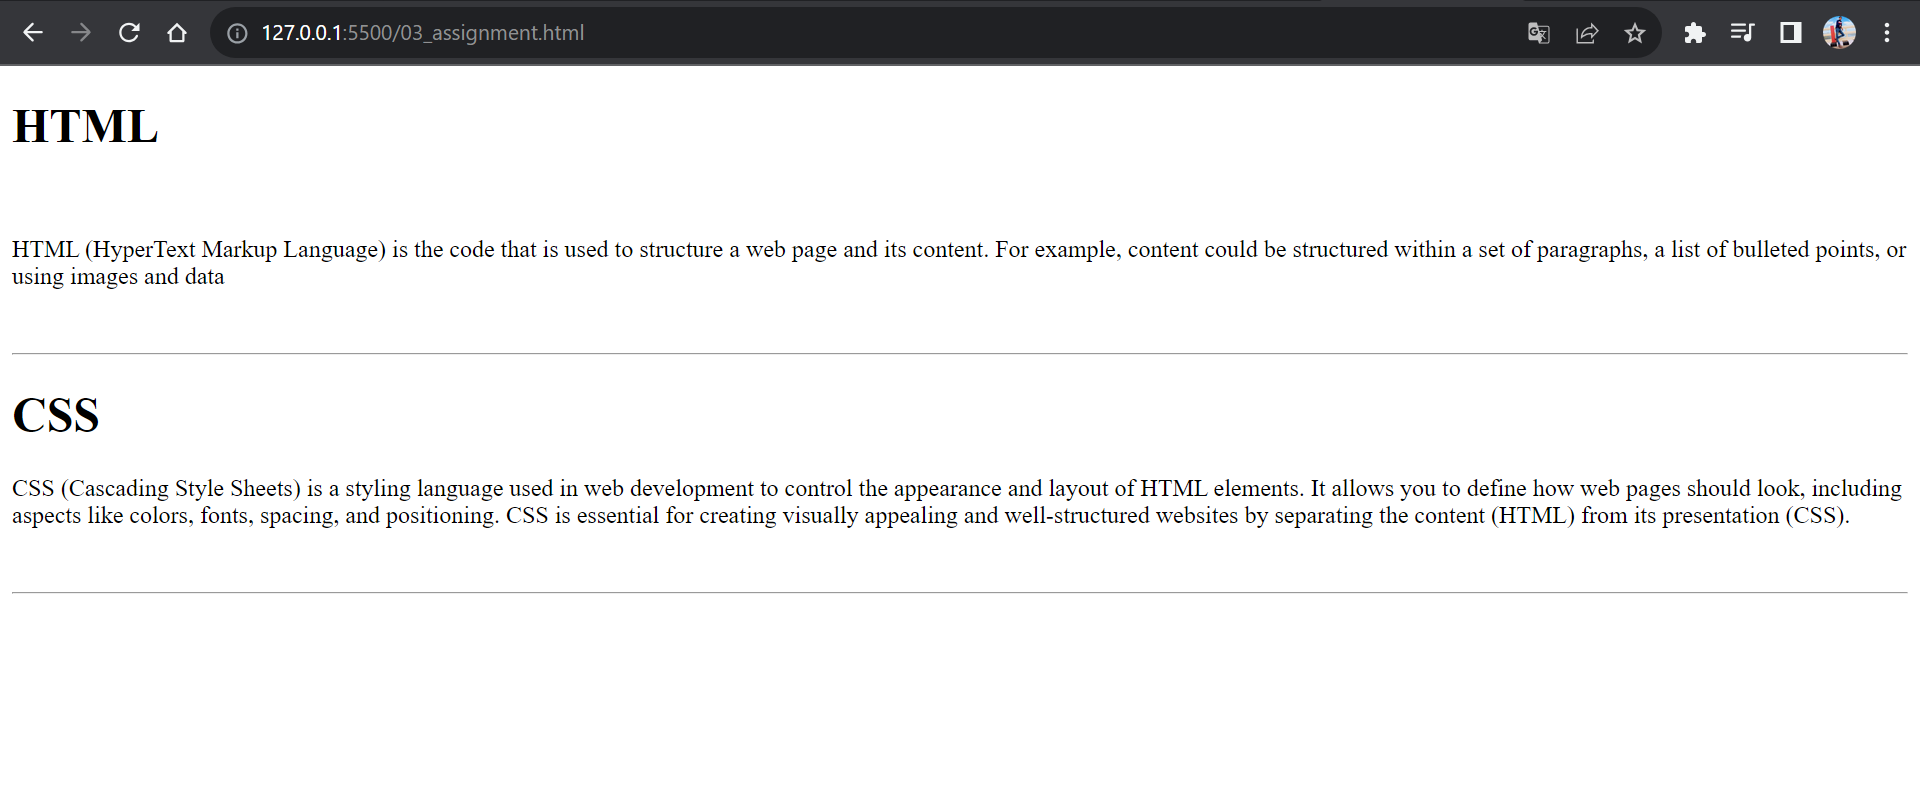 127.0.0.1:5500/03_assignment.html
HTML
HTML (HyperText Markup Language) is the code that is used to structure a web page and its content. For example, content could be structured within a set of paragraphs, a list of bulleted points, or
using images and data
CSS
CSS (Cascading Style Sheets) is a styling language used in web development to control the appearance and layout of HTML elements. It allows you to define how web pages should look, including
aspects like colors, fonts, spacing, and positioning. CSS is essential for creating visually appealing and well-structured websites by separating the content (HTML) from its presentation (CSS).